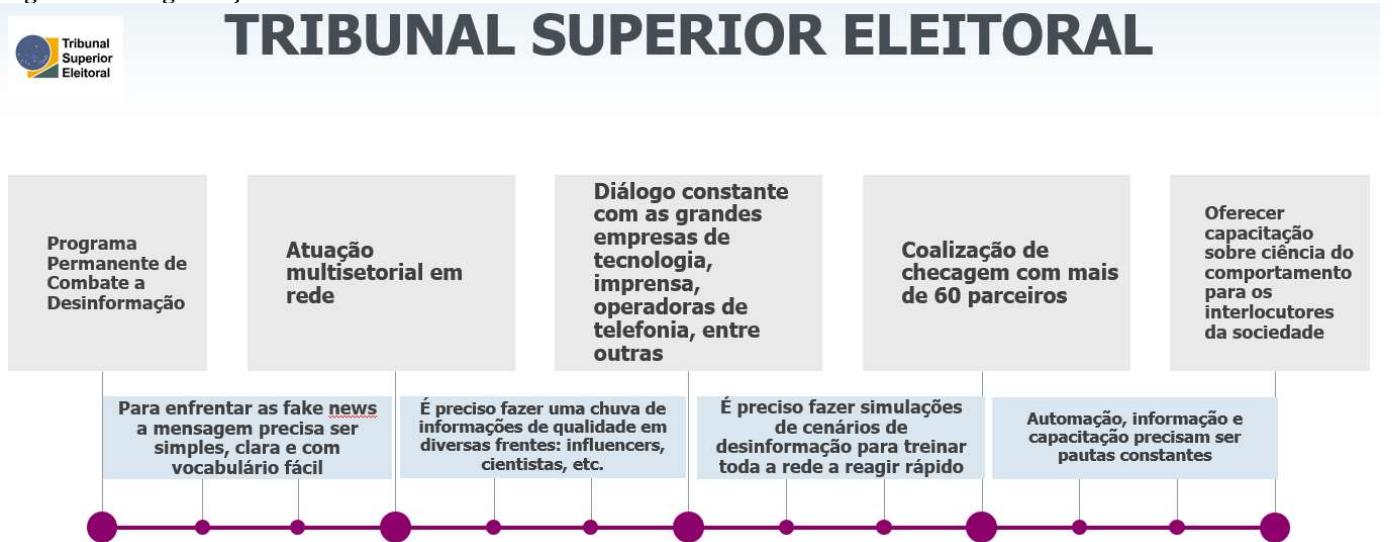 Tribunal
Superior
Eleitoral
TRIBUNAL SUPERIOR ELEITORAL
Programa
Permanente de
Combate a
Desinformação
Atuação
multisetorial em
rede
Diálogo constante
com as grandes
empresas de
tecnologia,
imprensa,
operadoras de
telefonia, entre
outras
Coalização de
checagem com mais
de 60 parceiros
Oferecer
capacitação
sobre ciência do
comportamento
para os
interlocutores
da sociedade
Para enfrentar as fake news
a mensagem precisa ser
simples, clara e com
vocabulário fácil
É preciso fazer uma chuva de
informações de qualidade em
diversas frentes: influencers,
cientistas, etc.
É preciso fazer simulações
de cenários de
desinformação para treinar
toda a rede a reagir rápido
Automação, informação e
capacitação precisam ser
pautas constantes